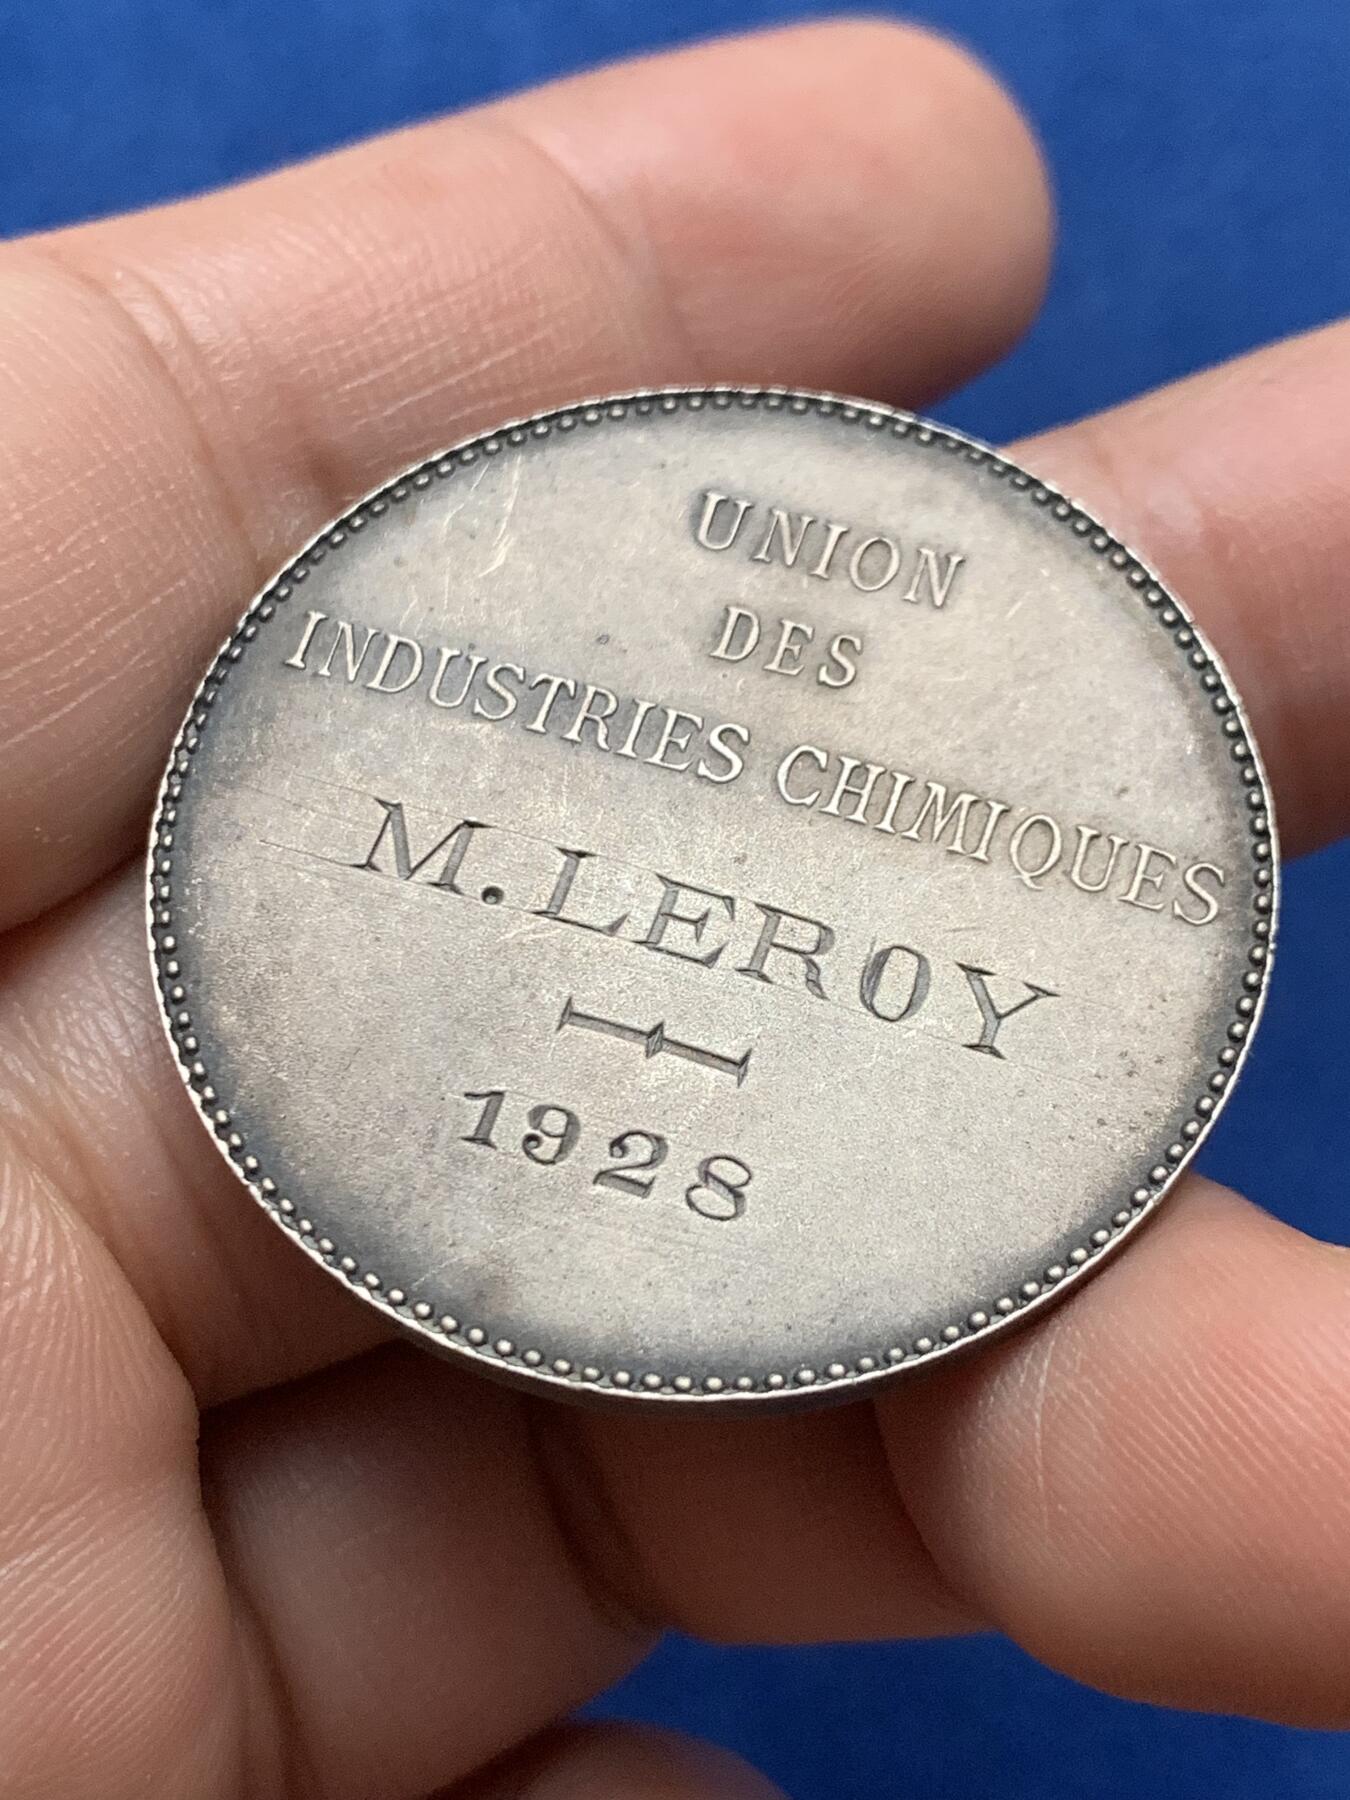 UNION
DES
INDUSTRIES CHIMIQUES
M. LEROY
1928